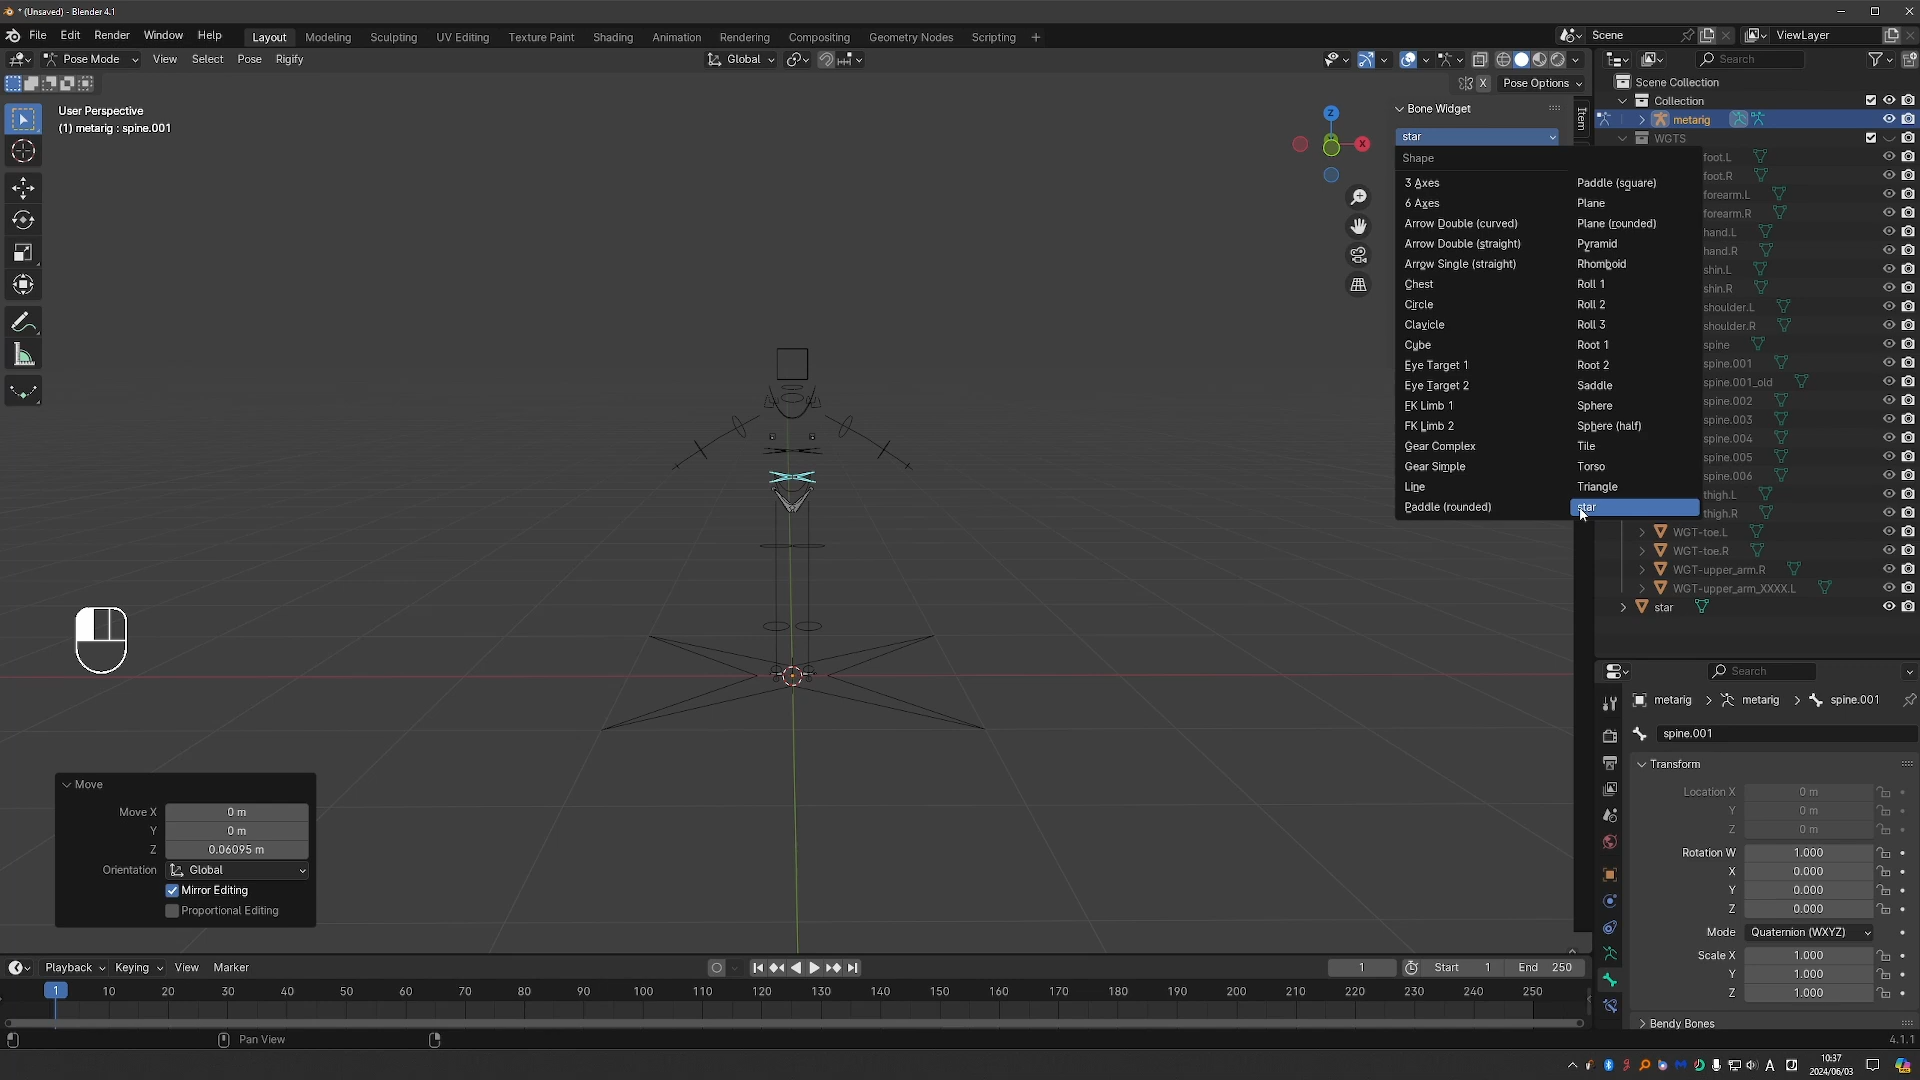 * (Unsaved) - Blender 4.1
File Edit Render Window Help
Layout Modeling Sculpting UV Editing Texture Paint Shading Animation Rendering Compositing Geometry Nodes Scripting +
Scene
ViewLayer
Pose Mode View Select Pose Rigify
Global
Search
X
Pose Options
User Perspective
(1) metarig : spine.001
Z
X
Bone Widget
Item
star
Shape
3 Axes
6 Axes
Arrow Double (curved)
Arrow Double (straight)
Arrow Single (straight)
Chest
Circle
Clavicle
Cube
Eye Target 1
Eye Target 2
FK Limb 1
FK Limb 2
Gear Complex
Gear Simple
Line
Paddle (rounded)
Paddle (square)
Plane
Plane (rounded)
Pyramid
Rhomboid
Roll 1
Roll 2
Roll 3
Root 1
Root 2
Saddle
Sphere
Sphere (half)
Tile
Torso
Triangle
star
Scene Collection
Collection
metarig
WGTS
foot.L
foot.R
forearm.L
forearm.R
hand.L
hand.R
shin.L
shin.R
shoulder.L
shoulder.R
spine
spine.001
spine.001_old
spine.002
spine.003
spine.004
spine.005
spine.006
thigh.L
thigh.R
WGT-toe.L
WGT-toe.R
WGT-upper_arm.R
WGT-upper_arm_XXXX.L
star
Search
metarig > metarig > spine.001
spine.001
Transform
Location X 0 m
Y 0 m
Z 0 m
Rotation W 1.000
X 0.000
Y 0.000
Z 0.000
Mode Quaternion (WXYZ)
Scale X 1.000
Y 1.000
Z 1.000
Bendy Bones
Move
Move X 0 m
Y 0 m
Z 0.06095 m
Orientation Global
Mirror Editing
Proportional Editing
Playback Keying View Marker
1 Start 1 End 250
1 10 20 30 40 50 60 70 80 90 100 110 120 130 140 150 160 170 180 190 200 210 220 230 240 250
Pan View
4.1.1
A
10:37
2024/06/03